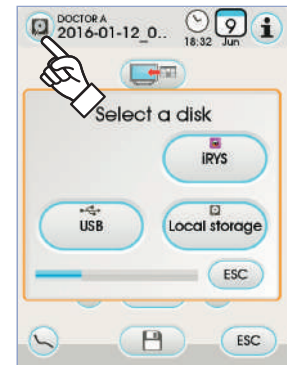 DOCTOR A
2016-01-12_0..
18:32
9
Jun
i
Select a disk
iRYS
USB
Local storage
ESC
ESC